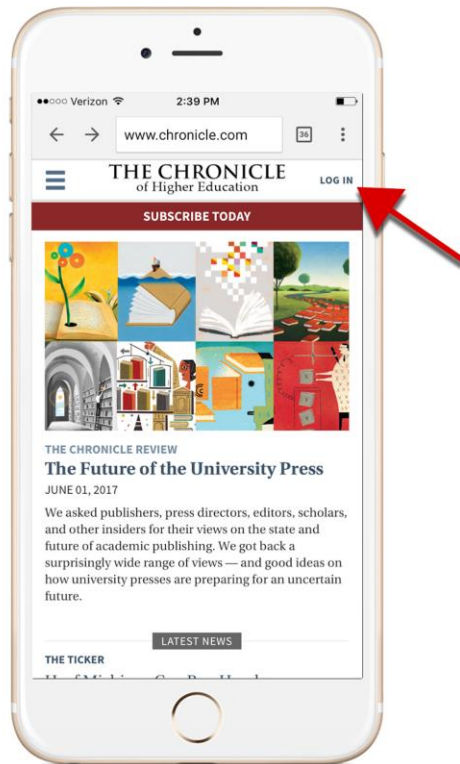 Verizon 2:39 PM
www.chronicle.com 36
THE CHRONICLE
of Higher Education
LOG IN
SUBSCRIBE TODAY
THE CHRONICLE REVIEW
The Future of the University Press
JUNE 01, 2017
We asked publishers, press directors, editors, scholars,
and other insiders for their views on the state and
future of academic publishing. We got back a
surprisingly wide range of views — and good ideas on
how university presses are preparing for an uncertain
future.
LATEST NEWS
THE TICKER